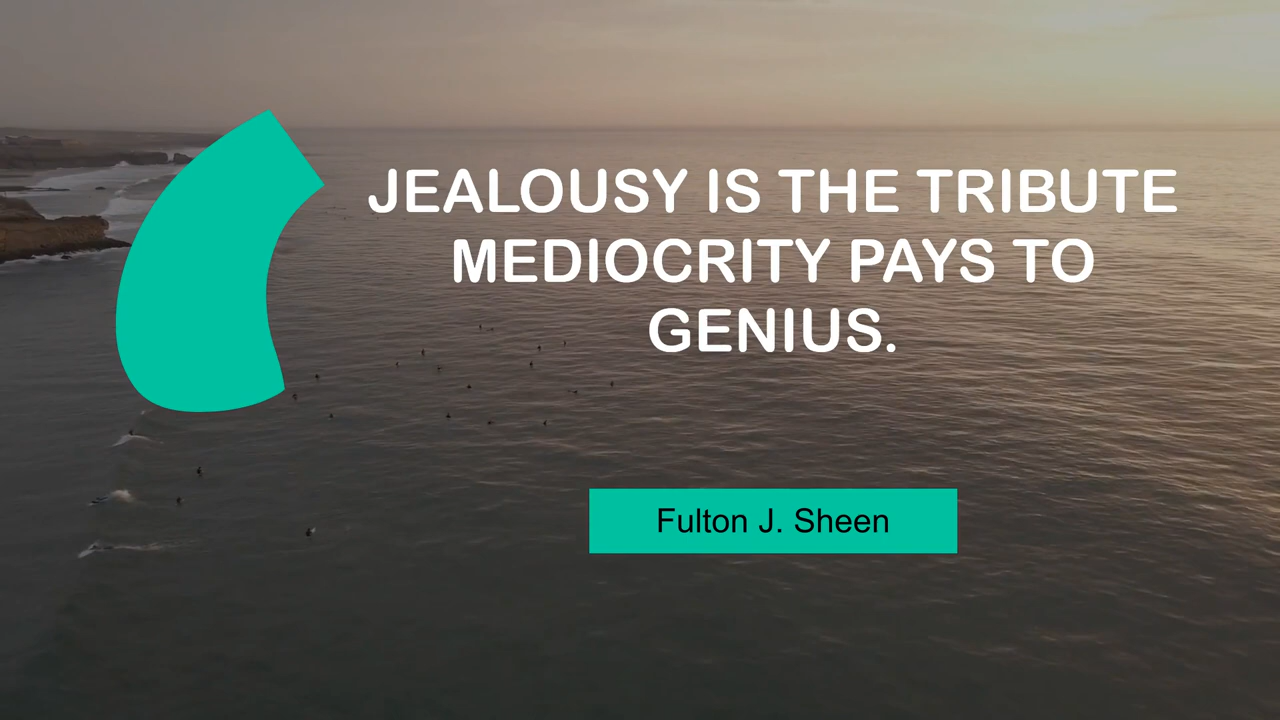 JEALOUSY IS THE TRIBUTE
MEDIOCRITY PAYS TO
GENIUS.
Fulton J. Sheen